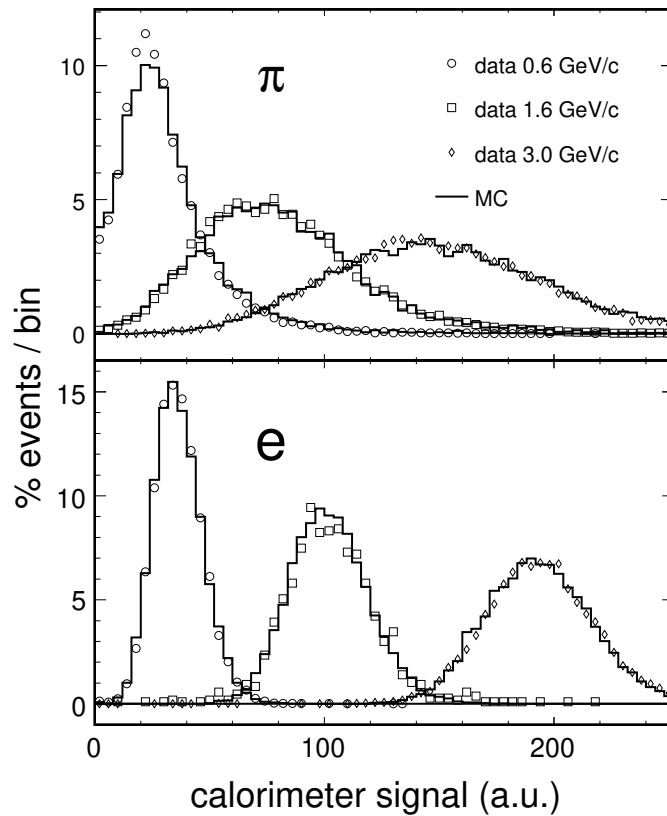 π
data 0.6 GeV/c
data 1.6 GeV/c
data 3.0 GeV/c
MC
10
5
0
e
15
10
5
0
% events / bin
0 100 200
calorimeter signal (a.u.)